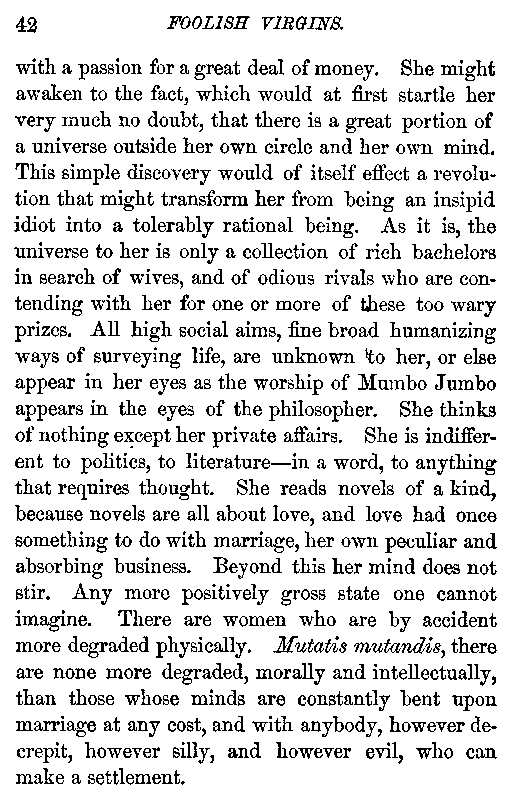 42 FOOLISH VIRGINS.
with a passion for a great deal of money. She might
awaken to the fact, which would at first startle her
very much no doubt, that there is a great portion of
a universe outside her own circle and her own mind.
This simple discovery would of itself effect a revolu-
tion that might transform her from being an insipid
idiot into a tolerably rational being. As it is, the
universe to her is only a collection of rich bachelors
in search of wives, and of odious rivals who are con-
tending with her for one or more of these too wary
prizes. All high social aims, fine broad humanizing
ways of surveying life, are unknown to her, or else
appear in her eyes as the worship of Mumbo Jumbo
appears in the eyes of the philosopher. She thinks
of nothing except her private affairs. She is indiffer-
ent to politics, to literature—in a word, to anything
that requires thought. She reads novels of a kind,
because novels are all about love, and love had once
something to do with marriage, her own peculiar and
absorbing business. Beyond this her mind does not
stir. Any more positively gross state one cannot
imagine. There are women who are by accident
more degraded physically. Mutatis mutandis, there
are none more degraded, morally and intellectually,
than those whose minds are constantly bent upon
marriage at any cost, and with anybody, however de-
crepit, however silly, and however evil, who can
make a settlement.